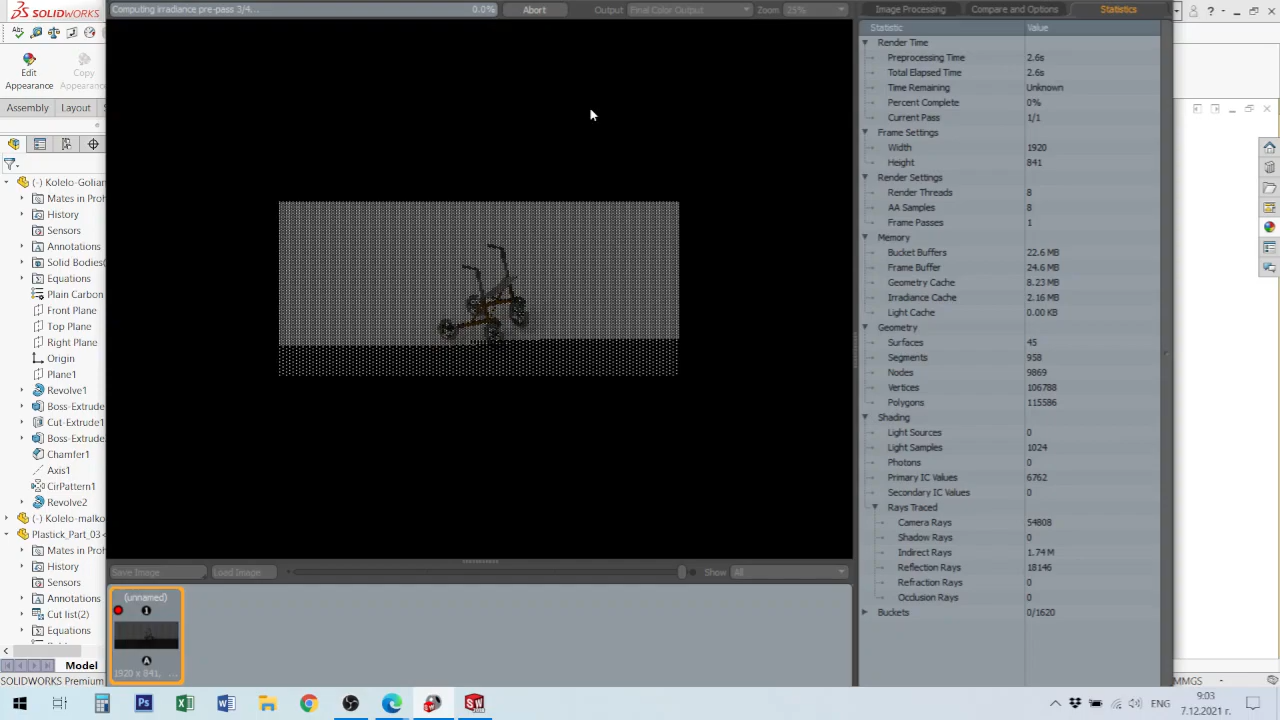 SOLIDWORKS
Computing irradiance pre-pass 3/4...
0.0%
Abort
Output
Final Color Output
Zoom
25%
Image Processing
Compare and Options
Statistics
Edit
Appearance
Copy
Appearance
Assembly
Layout
Statistic
Value
Render Time
Preprocessing Time 2.6s
Total Elapsed Time 2.6s
Time Remaining Unknown
Percent Complete 0%
Current Pass 1/1
Frame Settings
Width 1920
Height 841
Render Settings
Render Threads 8
AA Samples 8
Frame Passes 1
Memory
Bucket Buffers 22.6 MB
Frame Buffer 24.6 MB
Geometry Cache 8.23 MB
Irradiance Cache 2.16 MB
Light Cache 0.00 KB
Geometry
Surfaces 45
Segments 958
Nodes 9869
Vertices 106788
Polygons 115586
Shading
Light Sources 0
Light Samples 1024
Photons 0
Primary IC Values 6762
Secondary IC Values 0
Rays Traced
Camera Rays 54808
Shadow Rays 0
Indirect Rays 1.74 M
Reflection Rays 18146
Refraction Rays 0
Occlusion Rays 0
Buckets 0/1620
(-) Kolelo-Golian
Mates in Proh
History
Sensors
Annotations
Solid Bodies(
Plain Carbon
Front Plane
Top Plane
Right Plane
Origin
Plane1
Revolve1
Boss-Extrude
Cut-Extrude1
Boss-Extrude
Chamfer1
Axis1
CirPattern1
Revolve2
(-) Kolelo-malko
Plastick_Part_03 <
Mates in Proh
History
Sensors
Annotations
Cut list(2)
Equations
Model
SOLIDWORKS Premium
Save Image...
Load Image...
Show
All
(unnamed)
1
A
1920 x 841, ...
MMGS
ЕНГ
9:03
7.12.2021 г.